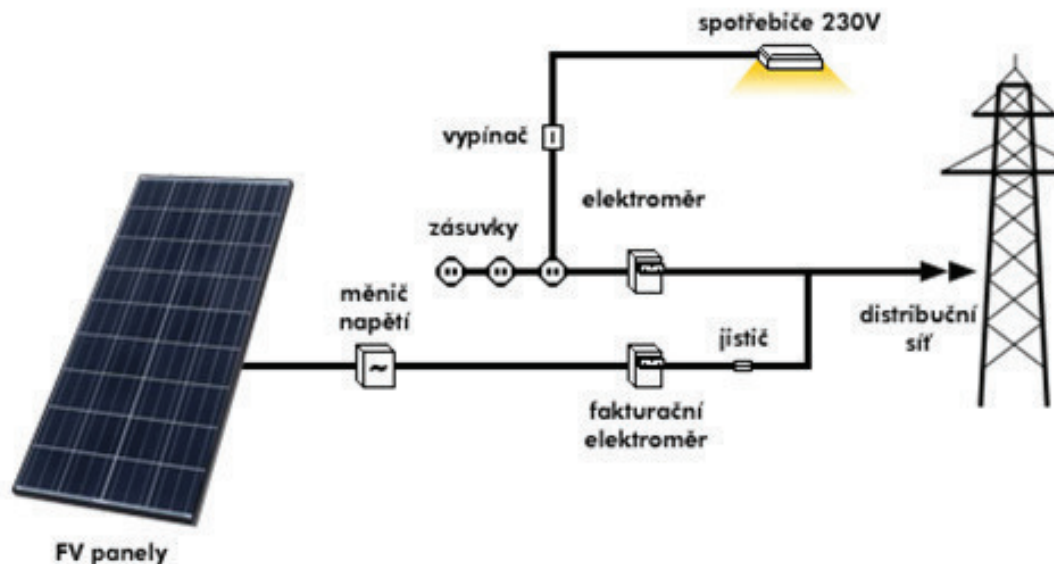 spotřebiče 230V
vypínač
elektroměr
zásuvky
měnič
napětí
distribuční
síť
jistič
fakturační
elektroměr
FV panely